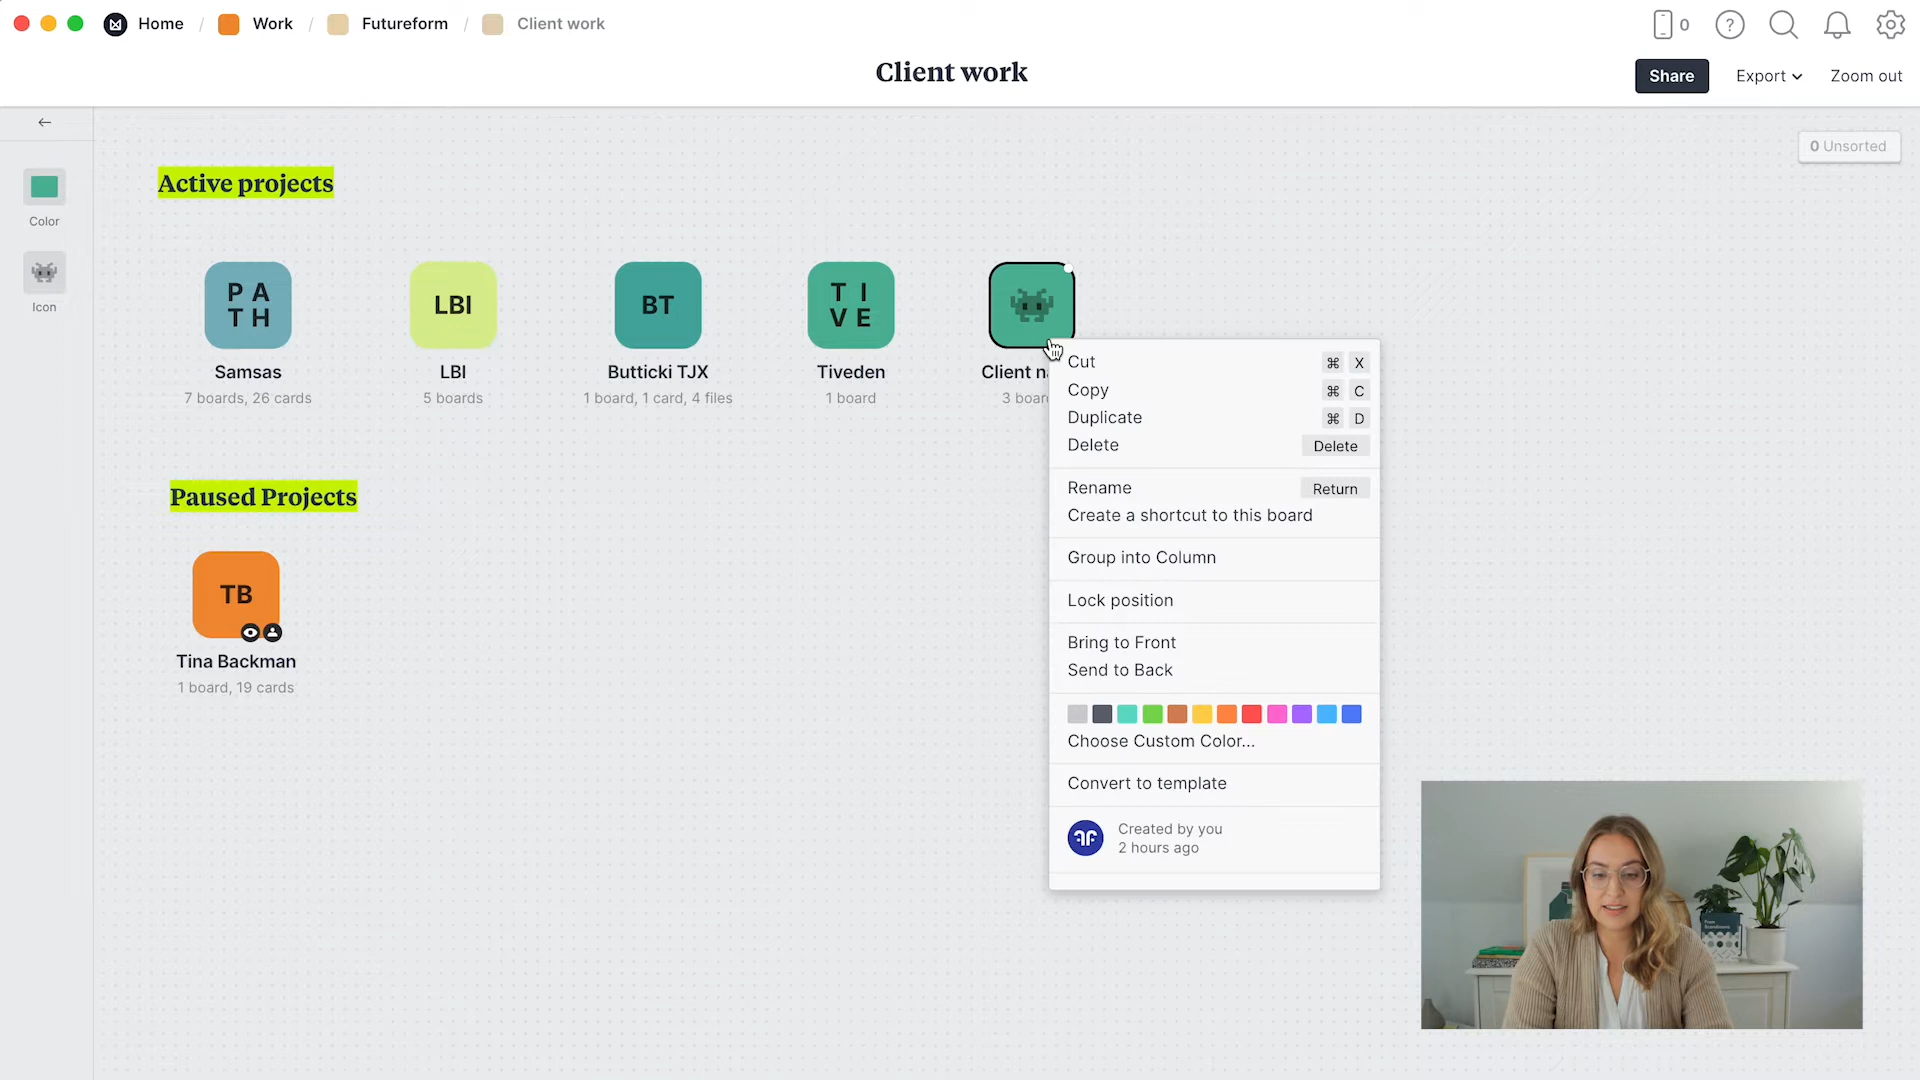 Home / Work / Futureform / Client work
0
Client work
Share
Export
Zoom out
0 Unsorted
Color
Icon
Active projects
P A
T H
Samsas
7 boards, 26 cards
LBI
LBI
5 boards
BT
Butticki TJX
1 board, 1 card, 4 files
T I
V E
Tiveden
1 board
Client n
3 boar
Cut ⌘ X
Copy ⌘ C
Duplicate ⌘ D
Delete Delete
Rename Return
Create a shortcut to this board
Group into Column
Lock position
Bring to Front
Send to Back
Choose Custom Color...
Convert to template
Created by you
2 hours ago
Paused Projects
TB
Tina Backman
1 board, 19 cards